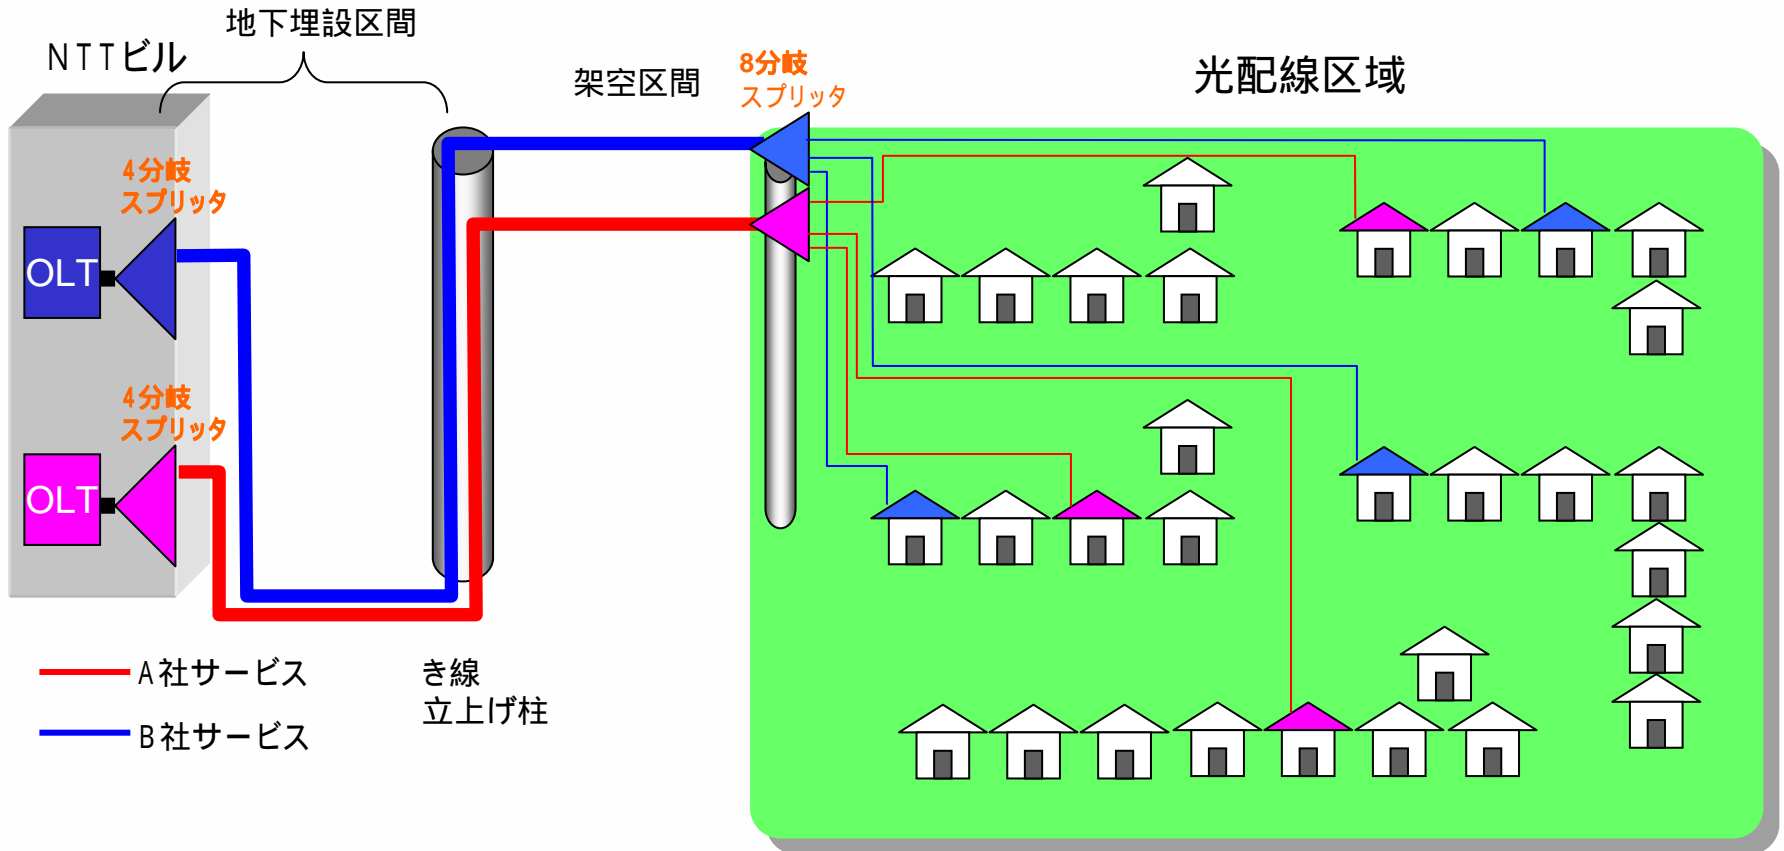 地下埋設区間
NTTビル
架空区間
8分岐
スプリッタ
光配線区域
4分岐
スプリッタ
OLT
4分岐
スプリッタ
OLT
A社サービス
B社サービス
き線
立上げ柱